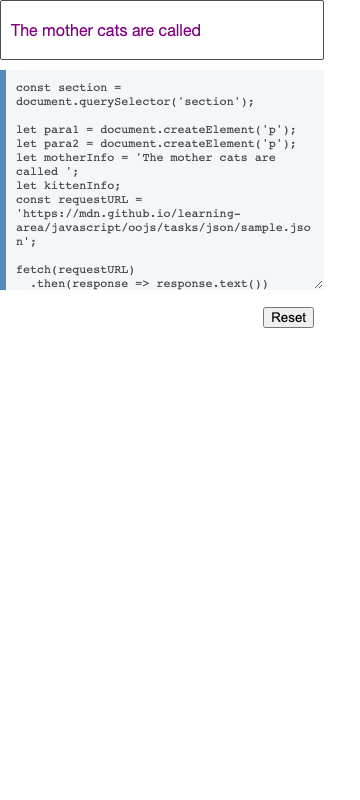 The mother cats are called
const section =
document.querySelector('section');
let para1 = document.createElement('p');
let para2 = document.createElement('p');
let motherInfo = 'The mother cats are
called ';
let kittenInfo;
const requestURL =
'https://mdn.github.io/learning-
area/javascript/oojs/tasks/json/sample.jso
n';
fetch(requestURL)
.then(response => response.text())
Reset